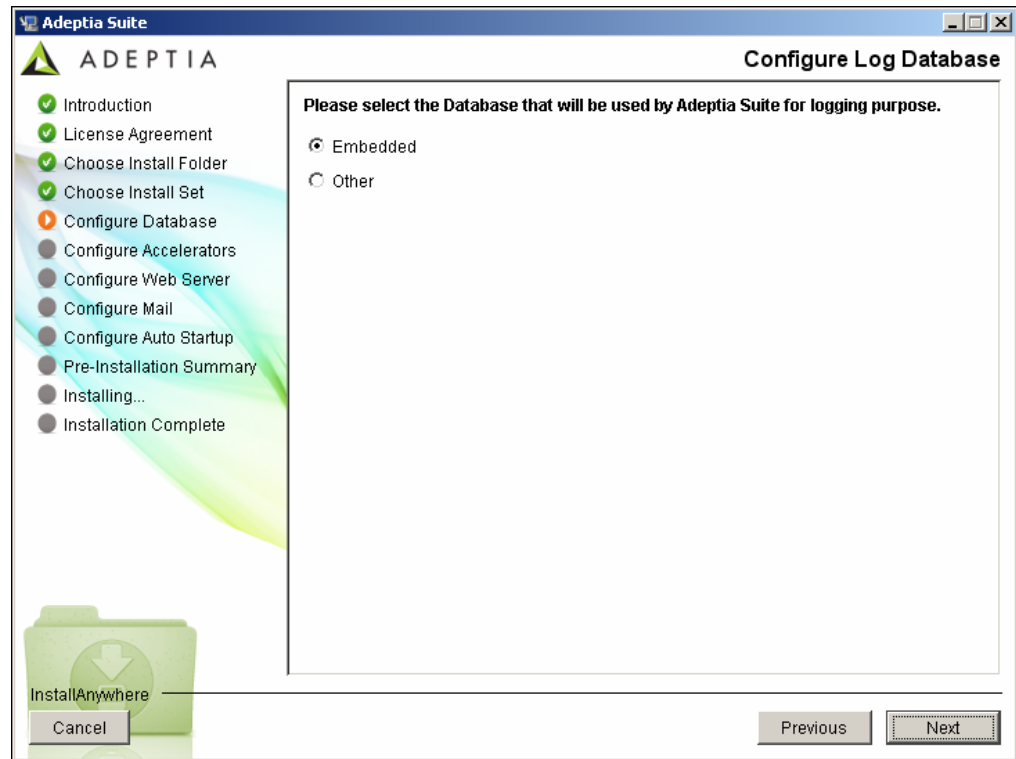 Adeptia Suite
ADEPTIA
Configure Log Database
Introduction
License Agreement
Choose Install Folder
Choose Install Set
Configure Database
Configure Accelerators
Configure Web Server
Configure Mail
Configure Auto Startup
Pre-Installation Summary
Installing...
Installation Complete
Please select the Database that will be used by Adeptia Suite for logging purpose.
Embedded
Other
InstallAnywhere
Cancel
Previous
Next